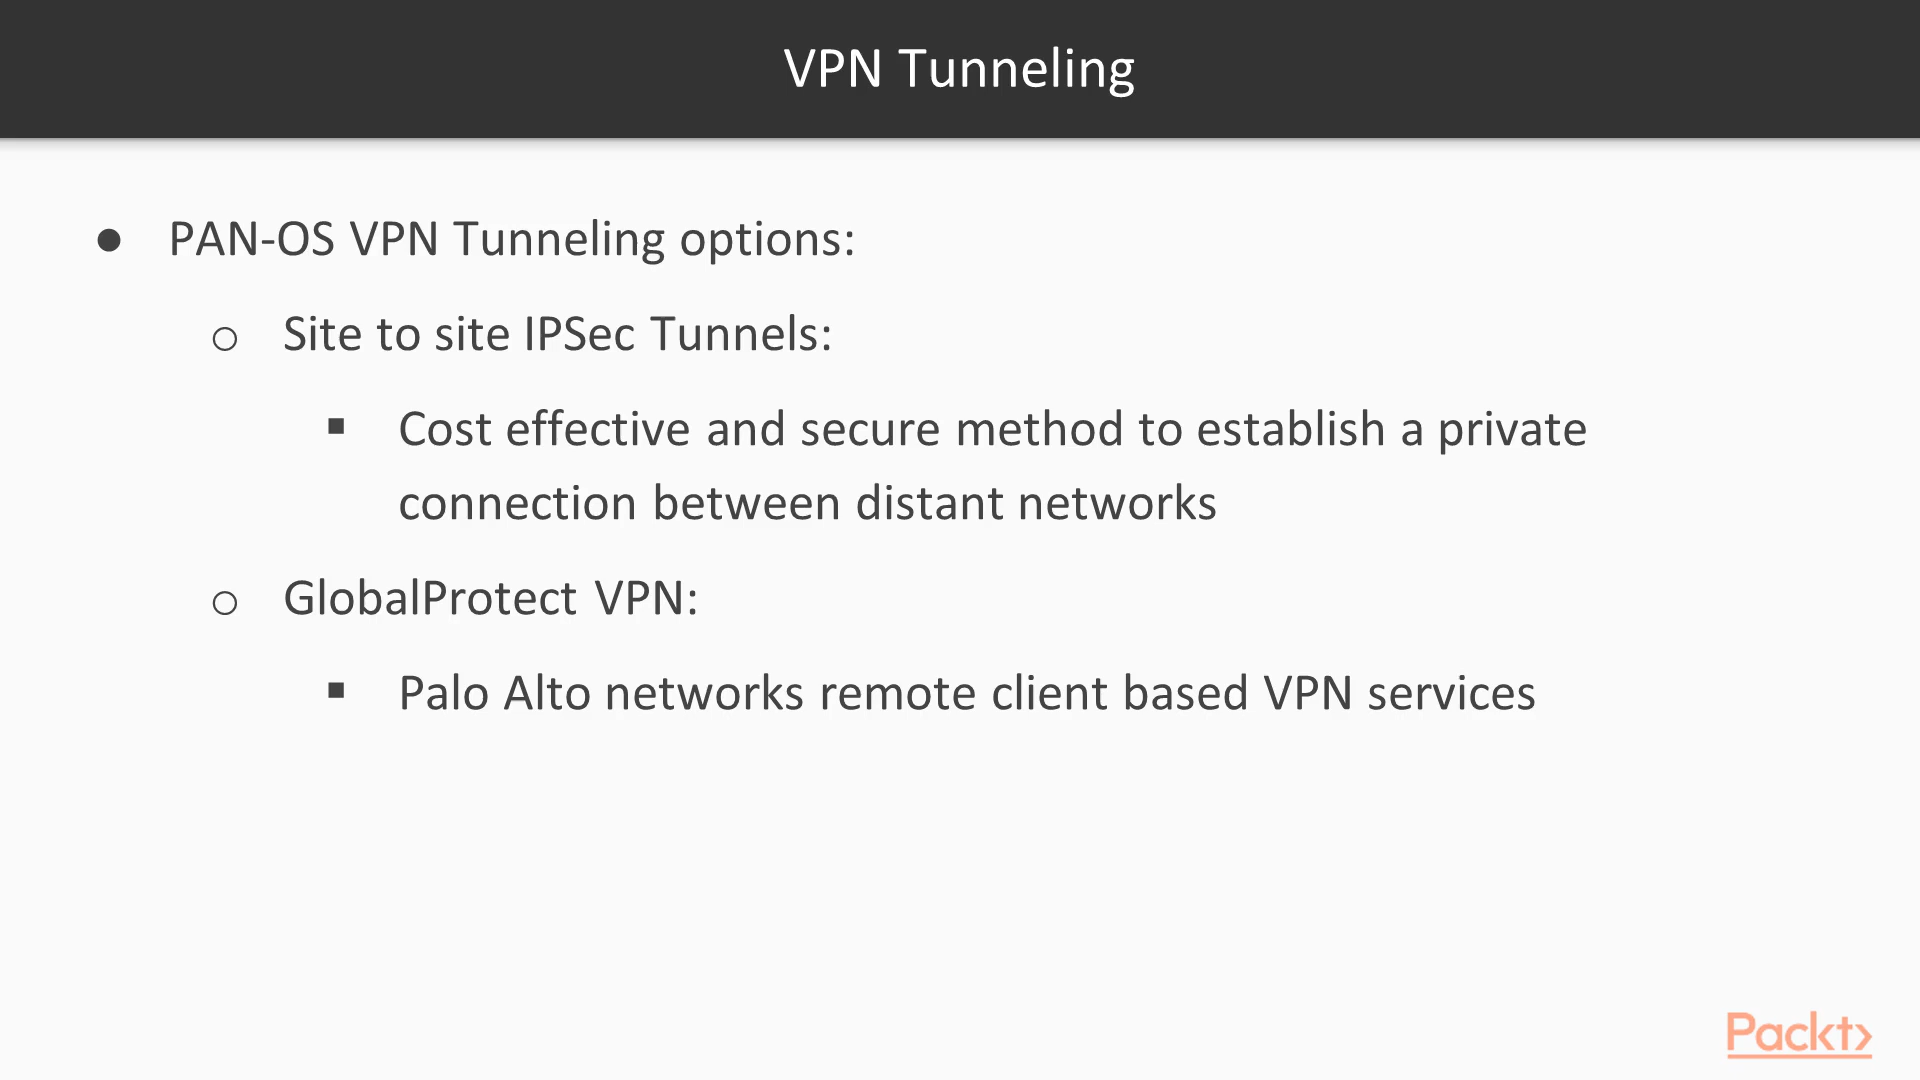 VPN Tunneling
● PAN-OS VPN Tunneling options:
○ Site to site IPSec Tunnels:
▪ Cost effective and secure method to establish a private
connection between distant networks
○ GlobalProtect VPN:
▪ Palo Alto networks remote client based VPN services
Packt>